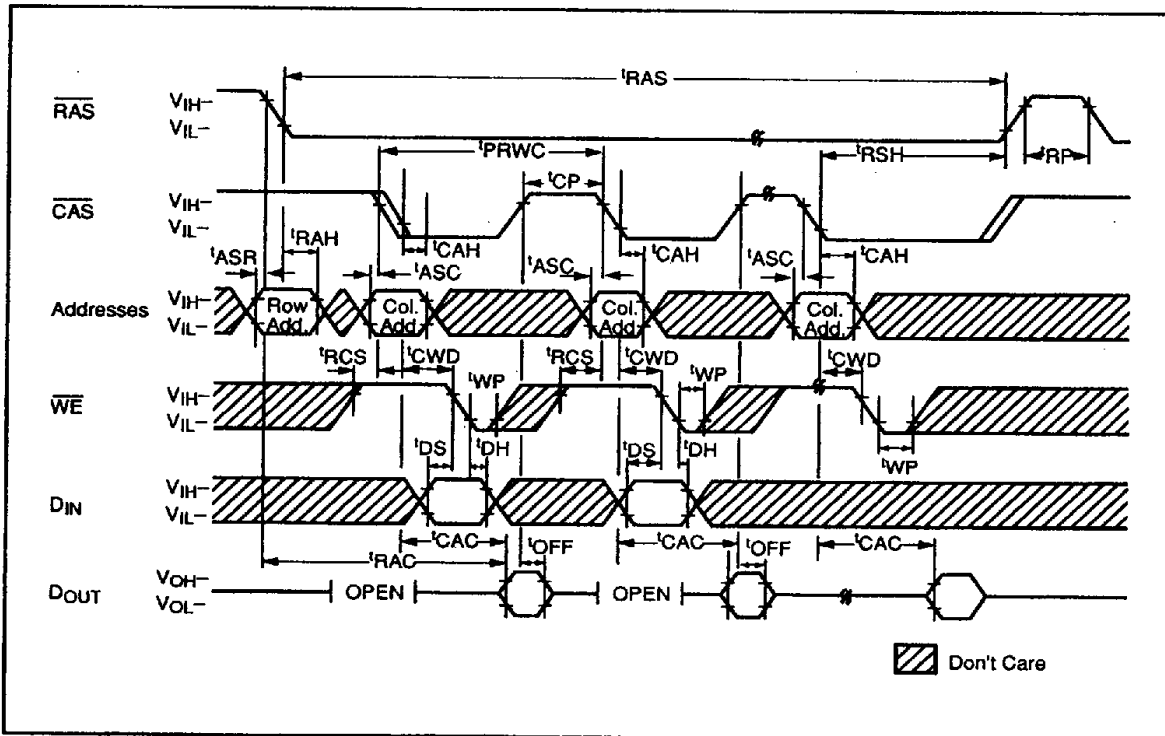 tRAS
RAS
VIH–
VIL–
tPRWC
tRSH
tRP
tCP
CAS
VIH–
VIL–
tRAH
tCAH
tCAH
tCAH
tASR
tASC
tASC
tASC
Addresses
VIH–
VIL–
Row
Add.
Col.
Add.
Col.
Add.
Col.
Add.
tRCS
tCWD
tRCS
tCWD
tCWD
tWP
tWP
WE
VIH–
VIL–
tDS
tDH
tDS
tDH
tWP
DIN
VIH–
VIL–
tCAC
tOFF
tCAC
tOFF
tCAC
tRAC
DOUT
VOH–
VOL–
OPEN
OPEN
Don't Care